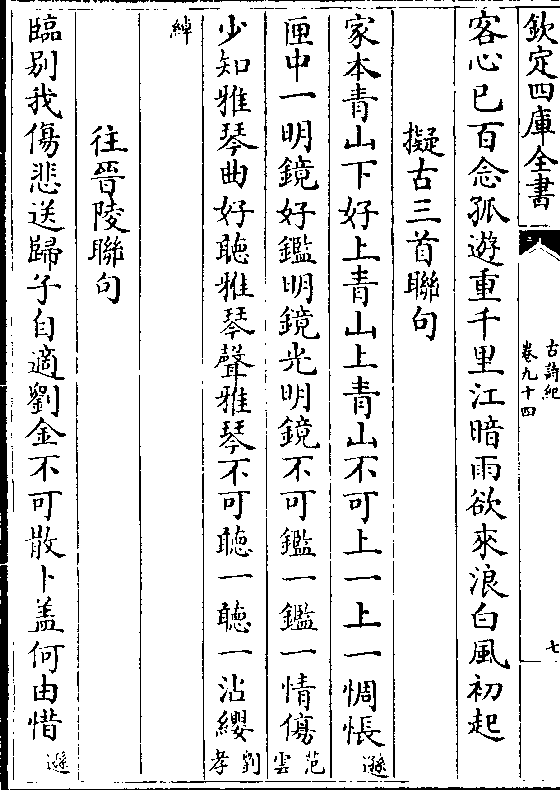 欽定四庫全書
古詩紀
卷九十四
七
客心已百念孤遊重千里江暗雨欲來浪白風初起
擬古三首聯句
家本青山下好上青山上青山不可上一上一惆悵遜
匣中一明鏡好鑑明鏡光明鏡不可鑑一鑑一情傷范雲
少知雅琴曲好聽雅琴聲雅琴不可聽一聽一沾纓劉孝
綽
往晉陵聯句
臨别我傷悲送歸子自適劉金不可散卜蓋何由惜遜